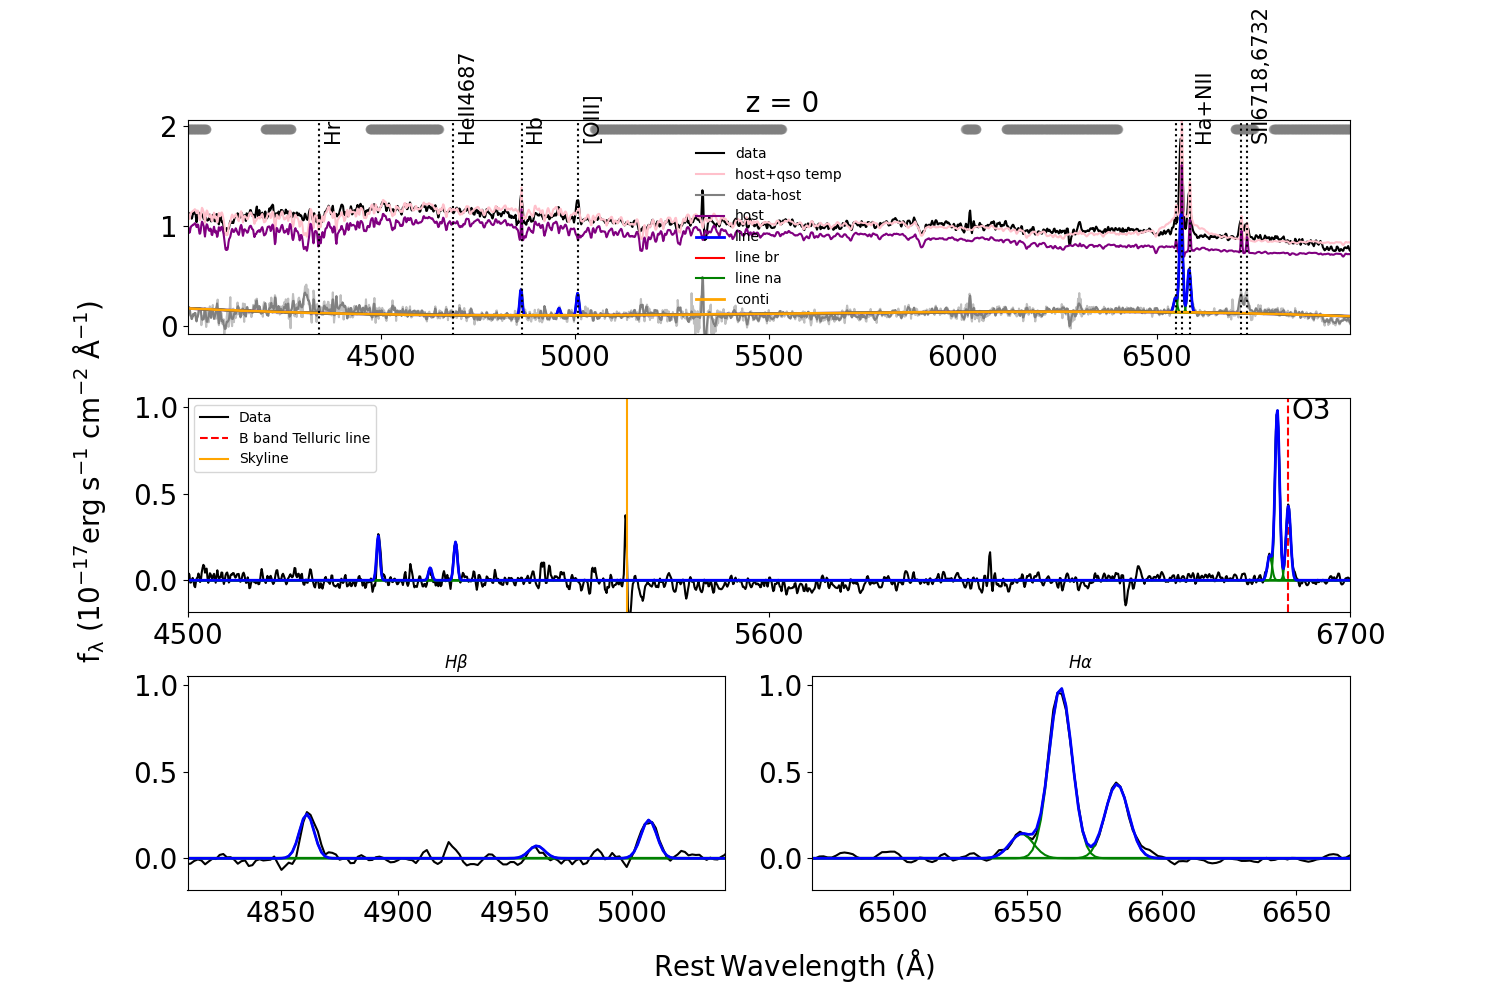 z = 0
Hr
HeII4687
Hb
[OIII]
Ha+NII
SII6718,6732
data
host+qso temp
data-host
host
line
line br
line na
conti
2
1
0
4500
5000
5500
6000
6500
f_λ (10⁻¹⁷erg s⁻¹ cm⁻² Å⁻¹)
Data
B band Telluric line
Skyline
O3
1.0
0.5
0.0
4500
5600
6700
Hβ
1.0
0.5
0.0
4850
4900
4950
5000
Hα
1.0
0.5
0.0
6500
6550
6600
6650
Rest Wavelength (Å)